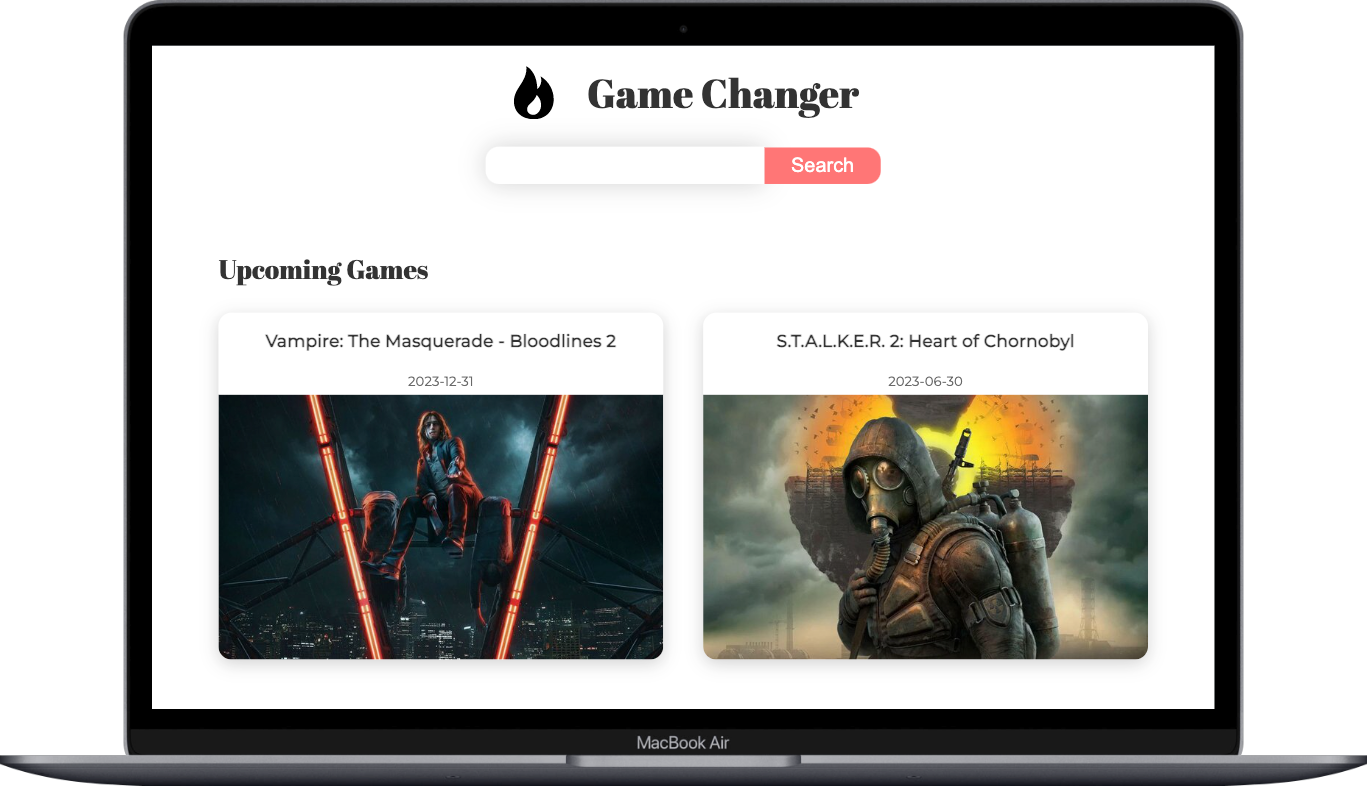 Game Changer
Search
Upcoming Games
Vampire: The Masquerade - Bloodlines 2
2023-12-31
S.T.A.L.K.E.R. 2: Heart of Chornobyl
2023-06-30
MacBook Air